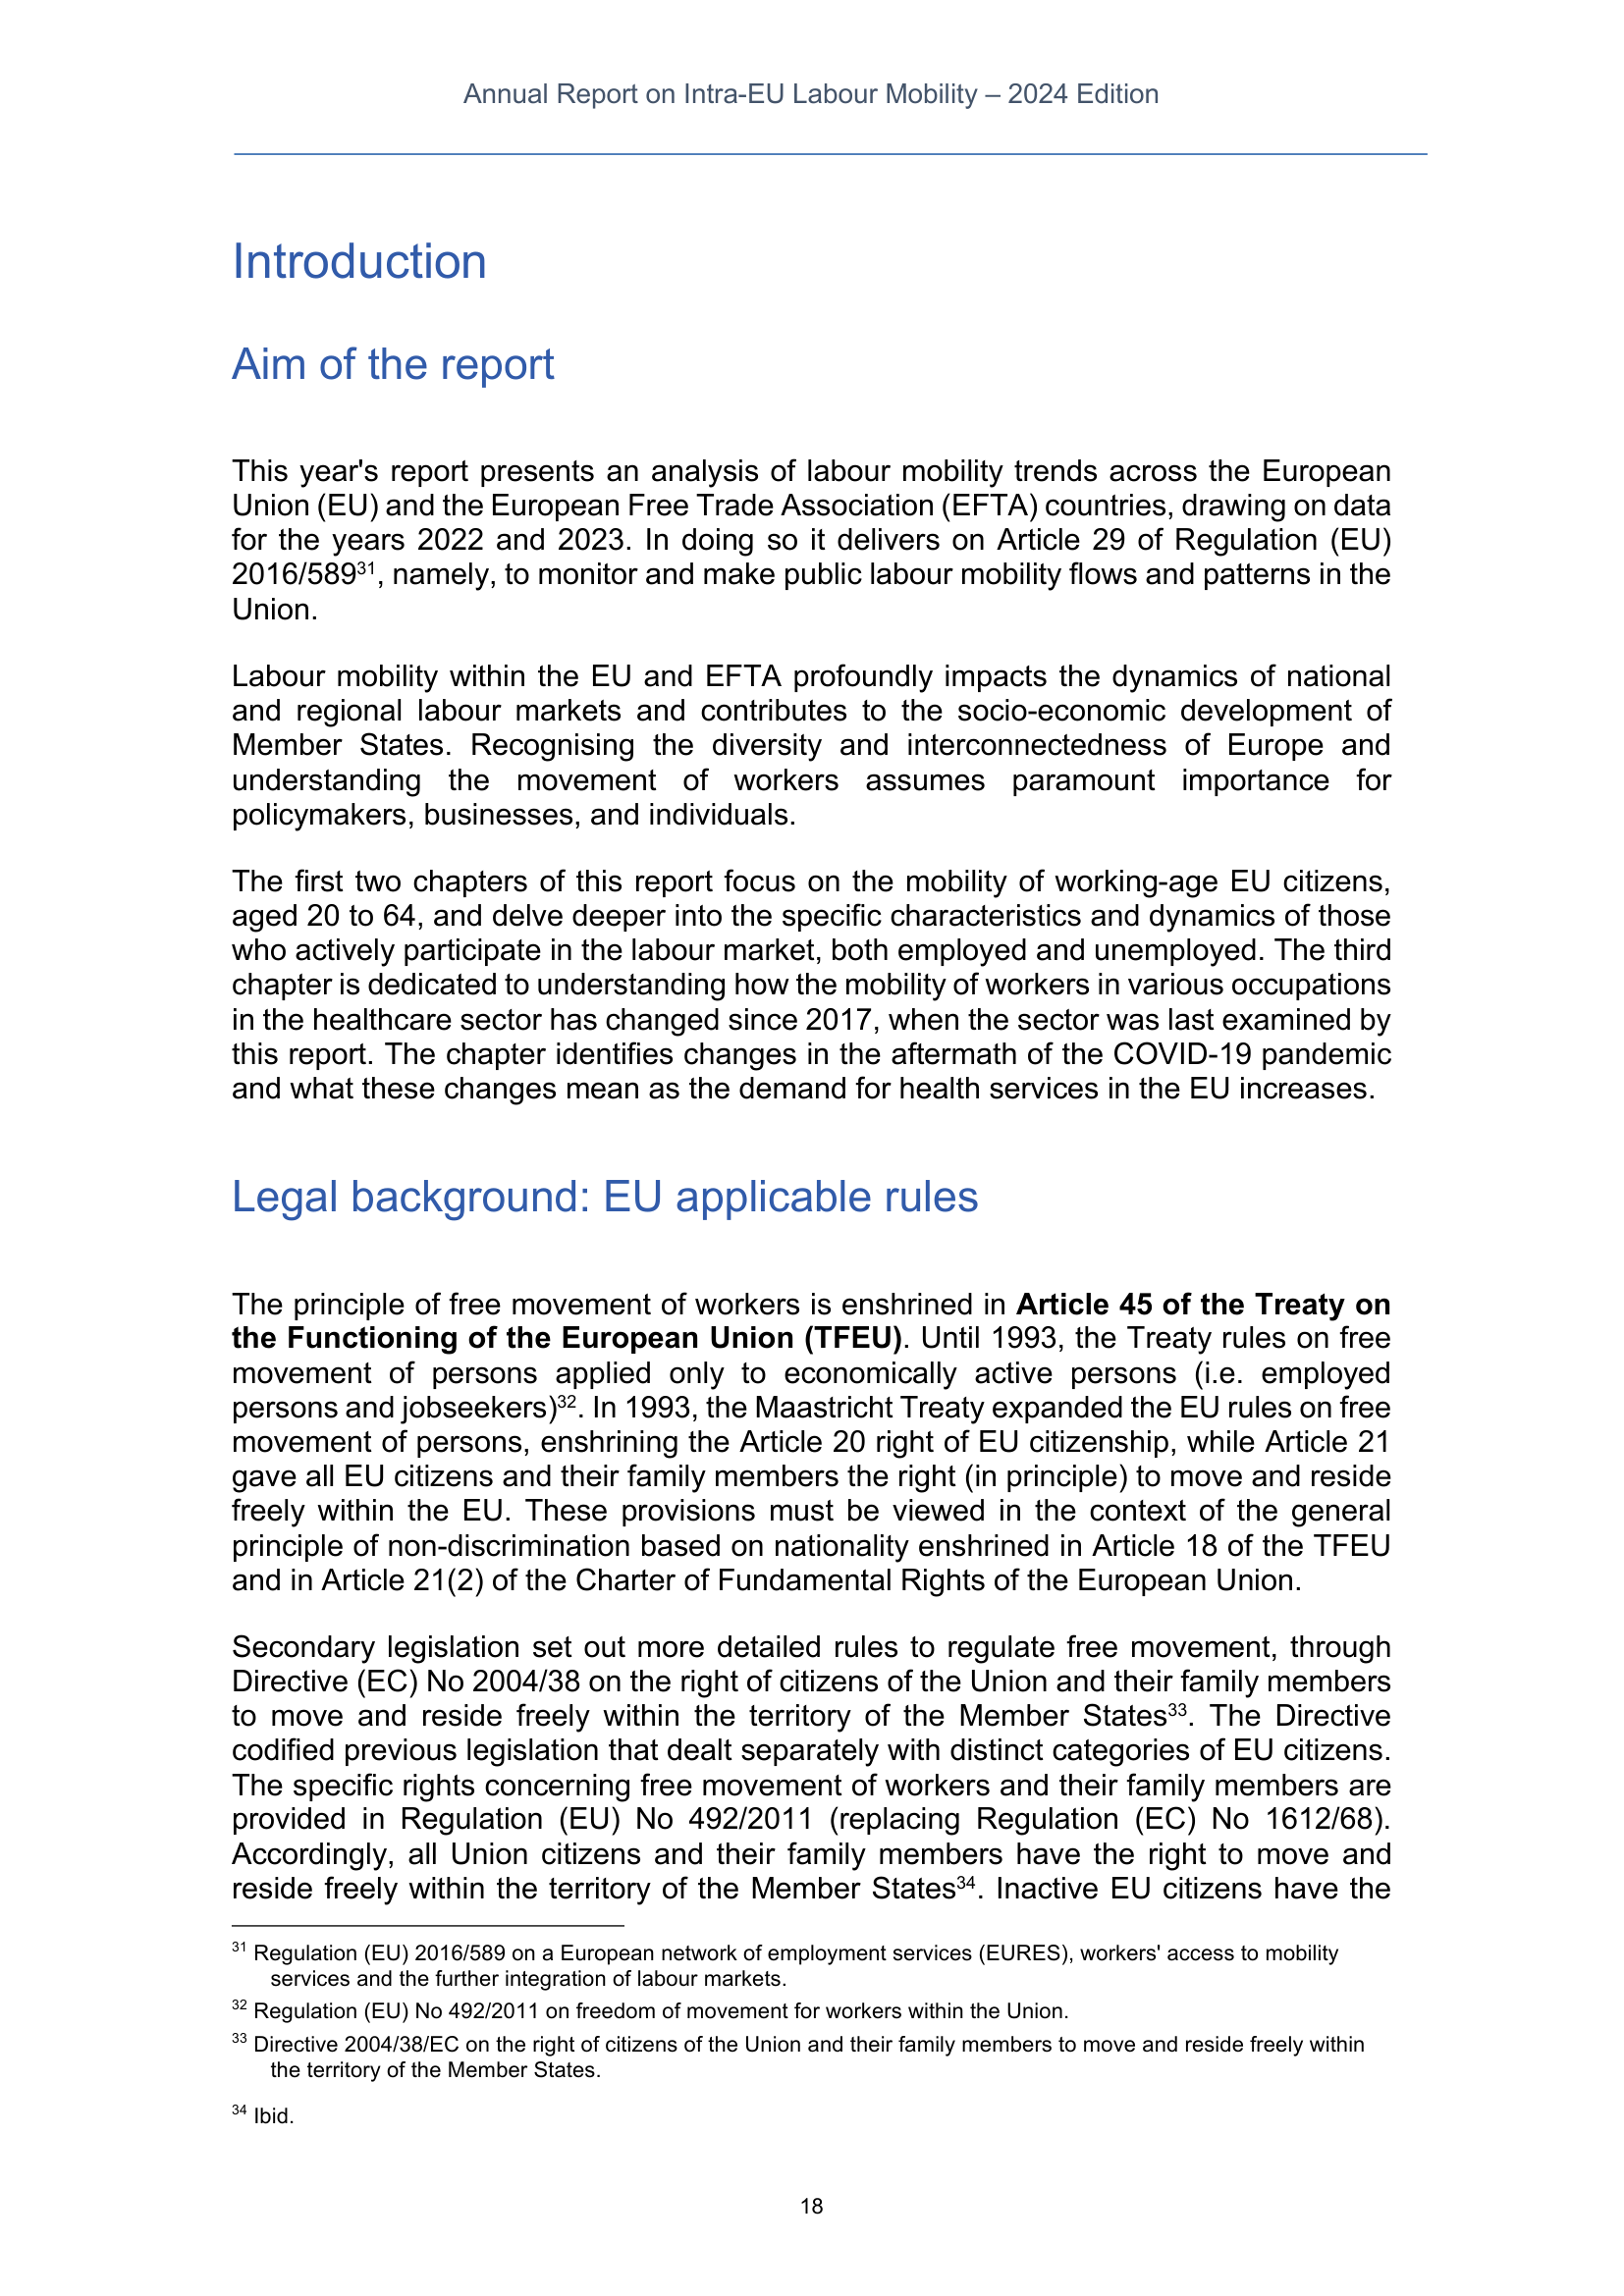 Annual Report on Intra-EU Labour Mobility – 2024 Edition
Introduction
Aim of the report
This year's report presents an analysis of labour mobility trends across the European
Union (EU) and the European Free Trade Association (EFTA) countries, drawing on data
for the years 2022 and 2023. In doing so it delivers on Article 29 of Regulation (EU)
2016/589³¹, namely, to monitor and make public labour mobility flows and patterns in the
Union.
Labour mobility within the EU and EFTA profoundly impacts the dynamics of national
and regional labour markets and contributes to the socio-economic development of
Member States. Recognising the diversity and interconnectedness of Europe and
understanding the movement of workers assumes paramount importance for
policymakers, businesses, and individuals.
The first two chapters of this report focus on the mobility of working-age EU citizens,
aged 20 to 64, and delve deeper into the specific characteristics and dynamics of those
who actively participate in the labour market, both employed and unemployed. The third
chapter is dedicated to understanding how the mobility of workers in various occupations
in the healthcare sector has changed since 2017, when the sector was last examined by
this report. The chapter identifies changes in the aftermath of the COVID-19 pandemic
and what these changes mean as the demand for health services in the EU increases.
Legal background: EU applicable rules
The principle of free movement of workers is enshrined in Article 45 of the Treaty on
the Functioning of the European Union (TFEU). Until 1993, the Treaty rules on free
movement of persons applied only to economically active persons (i.e. employed
persons and jobseekers)³². In 1993, the Maastricht Treaty expanded the EU rules on free
movement of persons, enshrining the Article 20 right of EU citizenship, while Article 21
gave all EU citizens and their family members the right (in principle) to move and reside
freely within the EU. These provisions must be viewed in the context of the general
principle of non-discrimination based on nationality enshrined in Article 18 of the TFEU
and in Article 21(2) of the Charter of Fundamental Rights of the European Union.
Secondary legislation set out more detailed rules to regulate free movement, through
Directive (EC) No 2004/38 on the right of citizens of the Union and their family members
to move and reside freely within the territory of the Member States³³. The Directive
codified previous legislation that dealt separately with distinct categories of EU citizens.
The specific rights concerning free movement of workers and their family members are
provided in Regulation (EU) No 492/2011 (replacing Regulation (EC) No 1612/68).
Accordingly, all Union citizens and their family members have the right to move and
reside freely within the territory of the Member States³⁴. Inactive EU citizens have the
³¹ Regulation (EU) 2016/589 on a European network of employment services (EURES), workers' access to mobility
services and the further integration of labour markets.
³² Regulation (EU) No 492/2011 on freedom of movement for workers within the Union.
³³ Directive 2004/38/EC on the right of citizens of the Union and their family members to move and reside freely within
the territory of the Member States.
³⁴ Ibid.
18